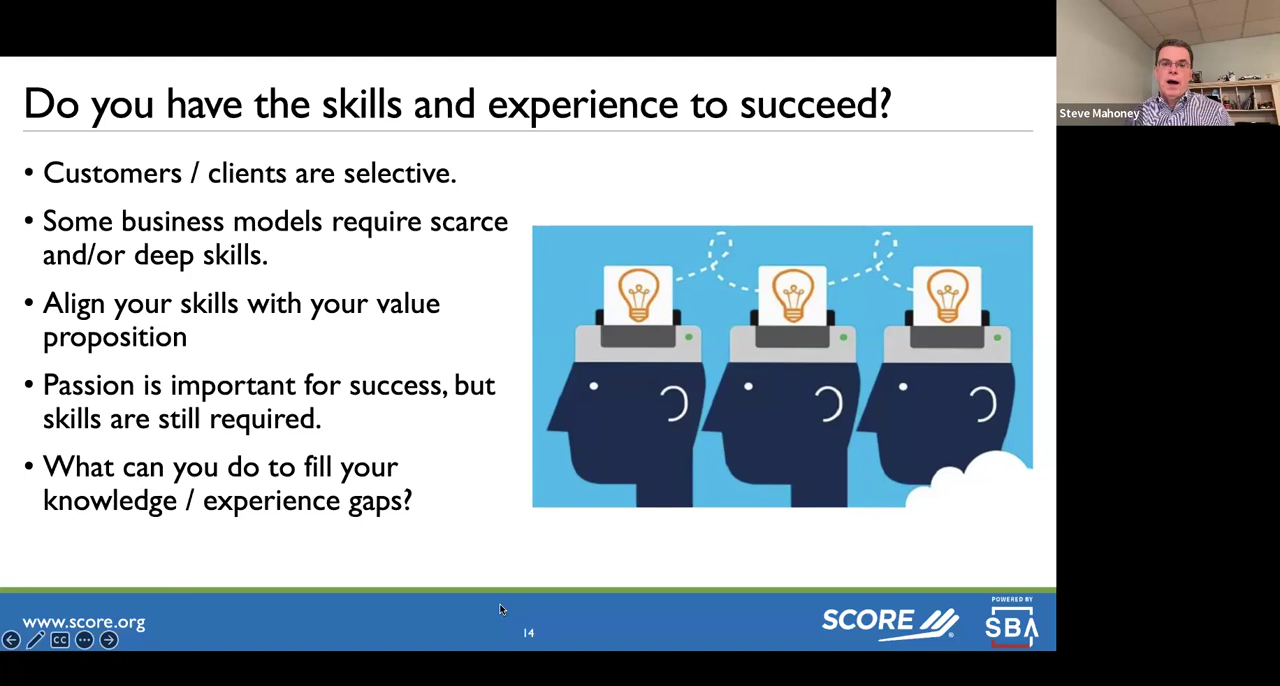 Do you have the skills and experience to succeed?
• Customers / clients are selective.
• Some business models require scarce
and/or deep skills.
• Align your skills with your value
proposition
• Passion is important for success, but
skills are still required.
• What can you do to fill your
knowledge / experience gaps?
Steve Mahoney
www.score.org
CC
14
SCORE
®
POWERED BY
SBA